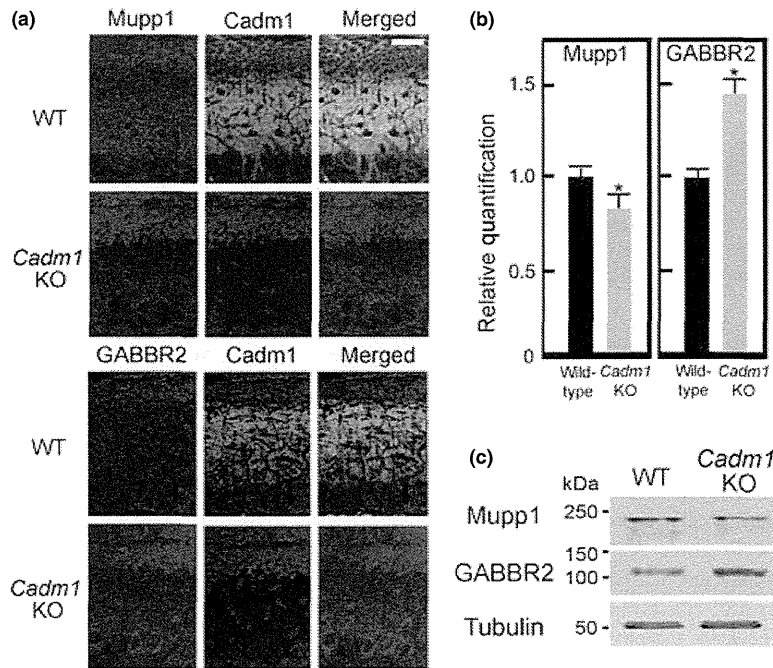 (a)
Mupp1 Cadm1 Merged
WT
Cadm1
KO
GABBR2 Cadm1 Merged
WT
Cadm1
KO
(b)
Mupp1 GABBR2
Relative quantification
1.5
1.0
0.5
0
*
*
Wild-
type
Cadm1
KO
Wild-
type
Cadm1
KO
(c)
kDa WT Cadm1
KO
Mupp1 250
GABBR2 150
100
Tubulin 50